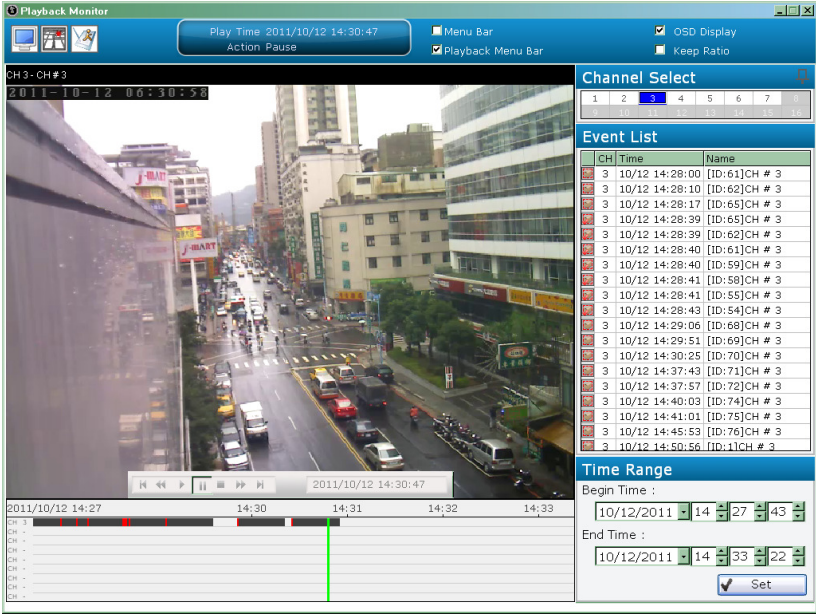 Playback Monitor
Play Time 2011/10/12 14:30:47
Action Pause
Menu Bar
Playback Menu Bar
OSD Display
Keep Ratio
CH 3 - CH # 3
2011-10-12 06:30:58
J-MART
J-MART
2011/10/12 14:30:47
Channel Select
1 2 3 4 5 6 7 8
9 10 11 12 13 14 15 16
Event List
CH Time Name
3 10/12 14:28:00 [ID:61]CH # 3
3 10/12 14:28:10 [ID:62]CH # 3
3 10/12 14:28:17 [ID:65]CH # 3
3 10/12 14:28:39 [ID:65]CH # 3
3 10/12 14:28:39 [ID:62]CH # 3
3 10/12 14:28:40 [ID:61]CH # 3
3 10/12 14:28:40 [ID:59]CH # 3
3 10/12 14:28:41 [ID:58]CH # 3
3 10/12 14:28:41 [ID:55]CH # 3
3 10/12 14:28:43 [ID:54]CH # 3
3 10/12 14:29:06 [ID:68]CH # 3
3 10/12 14:29:51 [ID:69]CH # 3
3 10/12 14:30:25 [ID:70]CH # 3
3 10/12 14:37:43 [ID:71]CH # 3
3 10/12 14:37:57 [ID:72]CH # 3
3 10/12 14:40:03 [ID:74]CH # 3
3 10/12 14:41:01 [ID:75]CH # 3
3 10/12 14:45:53 [ID:76]CH # 3
3 10/12 14:50:56 [ID:1]CH # 3
Time Range
Begin Time :
10/12/2011 14 27 43
End Time :
10/12/2011 14 33 22
Set
2011/10/12 14:27 14:30 14:31 14:32 14:33
CH 3
CH -
CH -
CH -
CH -
CH -
CH -
CH -
CH -